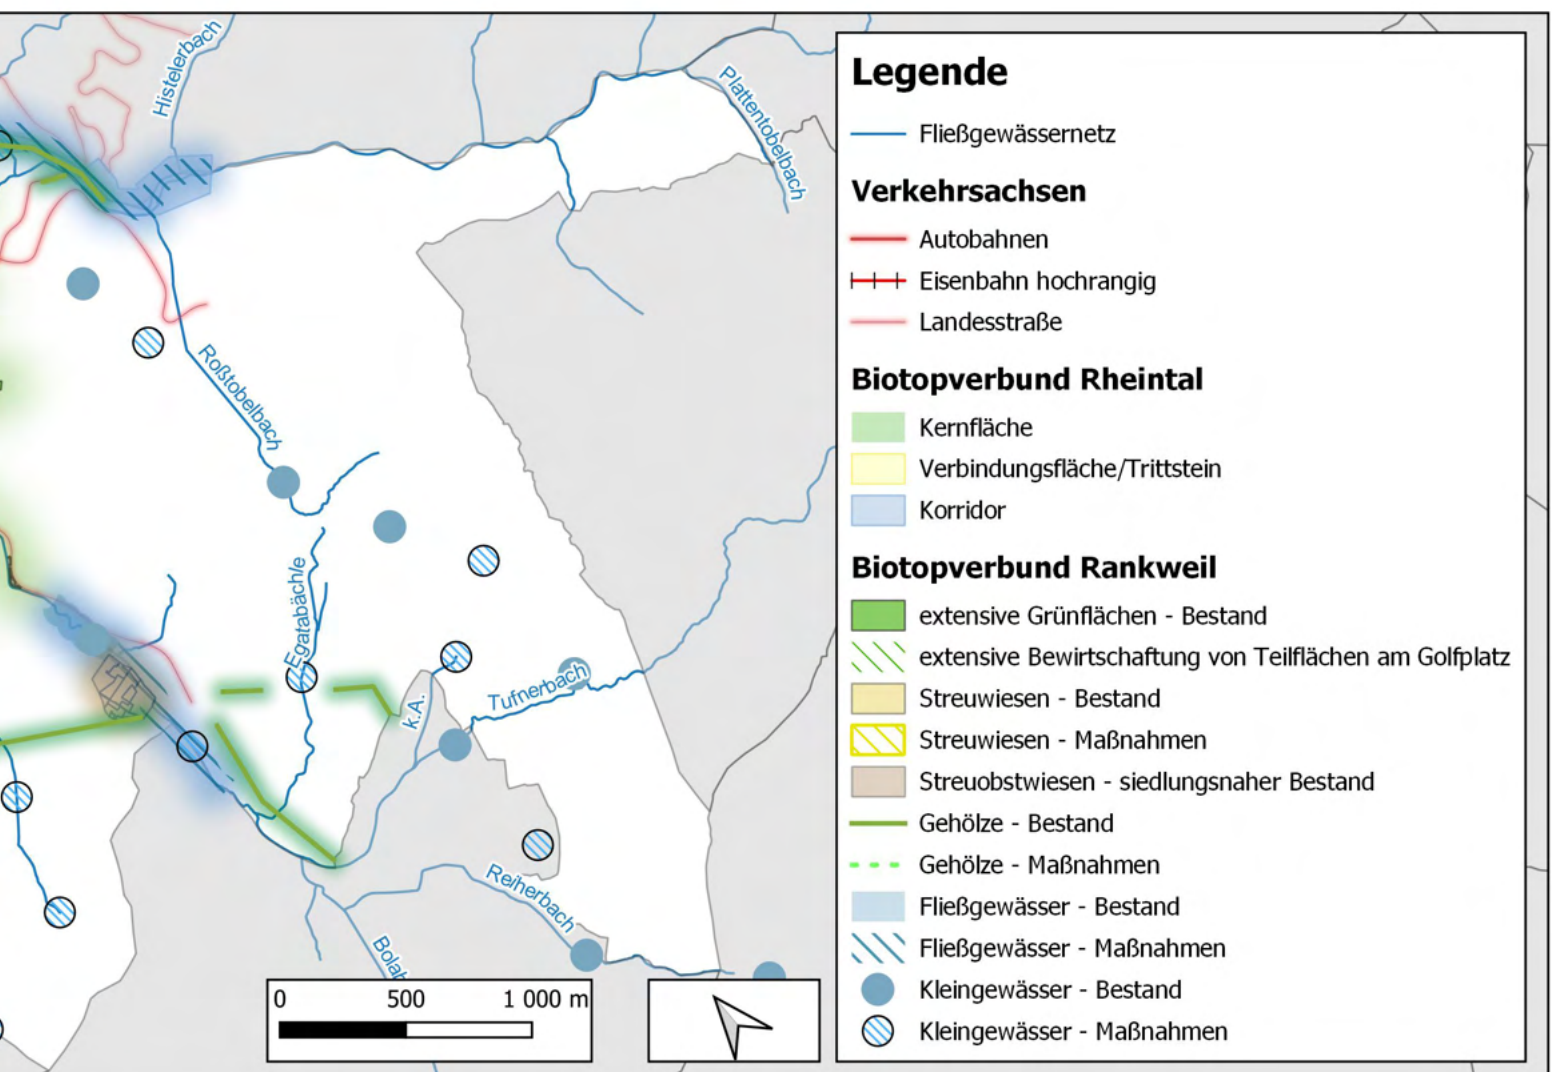 Histelerbach
Plattentobelbach
Roßtobelbach
Egatabächle
k.A.
Tufnerbach
Reiherbach
Bolab
0 500 1 000 m
Legende
Fließgewässernetz
Verkehrsachsen
Autobahnen
Eisenbahn hochrangig
Landesstraße
Biotopverbund Rheintal
Kernfläche
Verbindungsfläche/Trittstein
Korridor
Biotopverbund Rankweil
extensive Grünflächen - Bestand
extensive Bewirtschaftung von Teilflächen am Golfplatz
Streuwiesen - Bestand
Streuwiesen - Maßnahmen
Streuobstwiesen - siedlungsnaher Bestand
Gehölze - Bestand
Gehölze - Maßnahmen
Fließgewässer - Bestand
Fließgewässer - Maßnahmen
Kleingewässer - Bestand
Kleingewässer - Maßnahmen